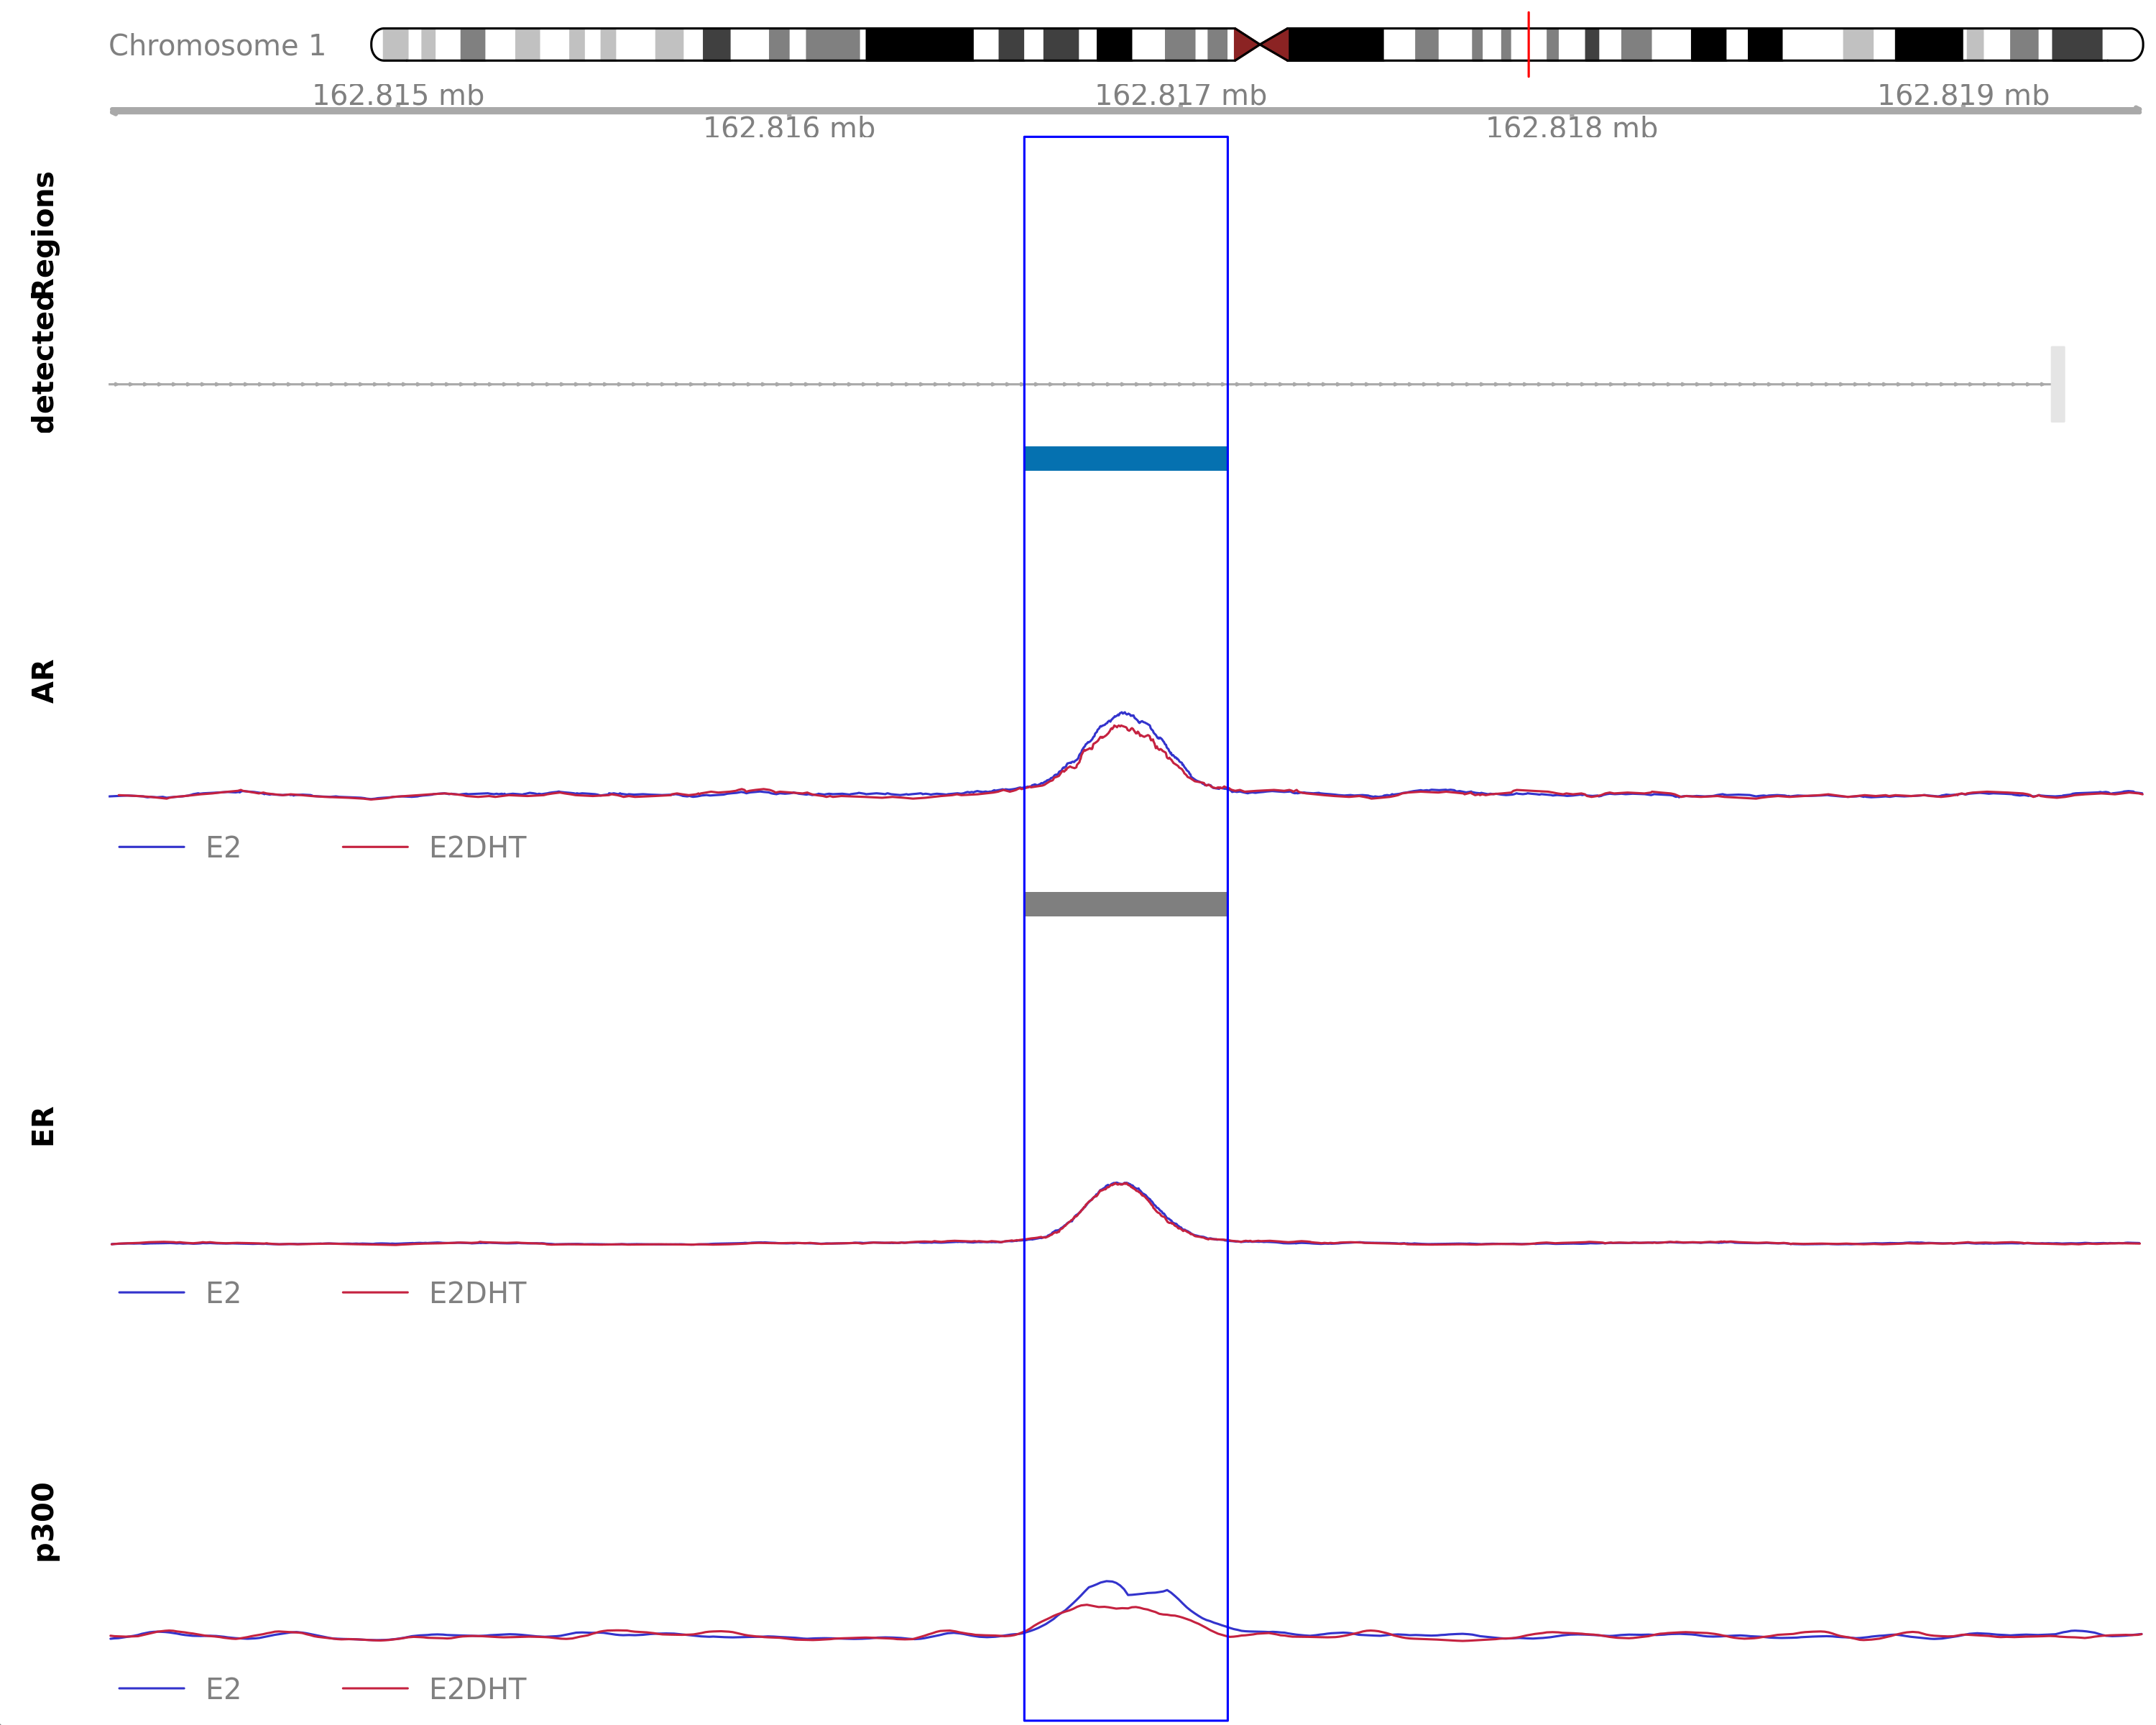 Chromosome 1
162.815 mb
162.817 mb
162.819 mb
162.816 mb
162.818 mb
detectedRegions
AR
E2
E2DHT
ER
E2
E2DHT
p300
E2
E2DHT